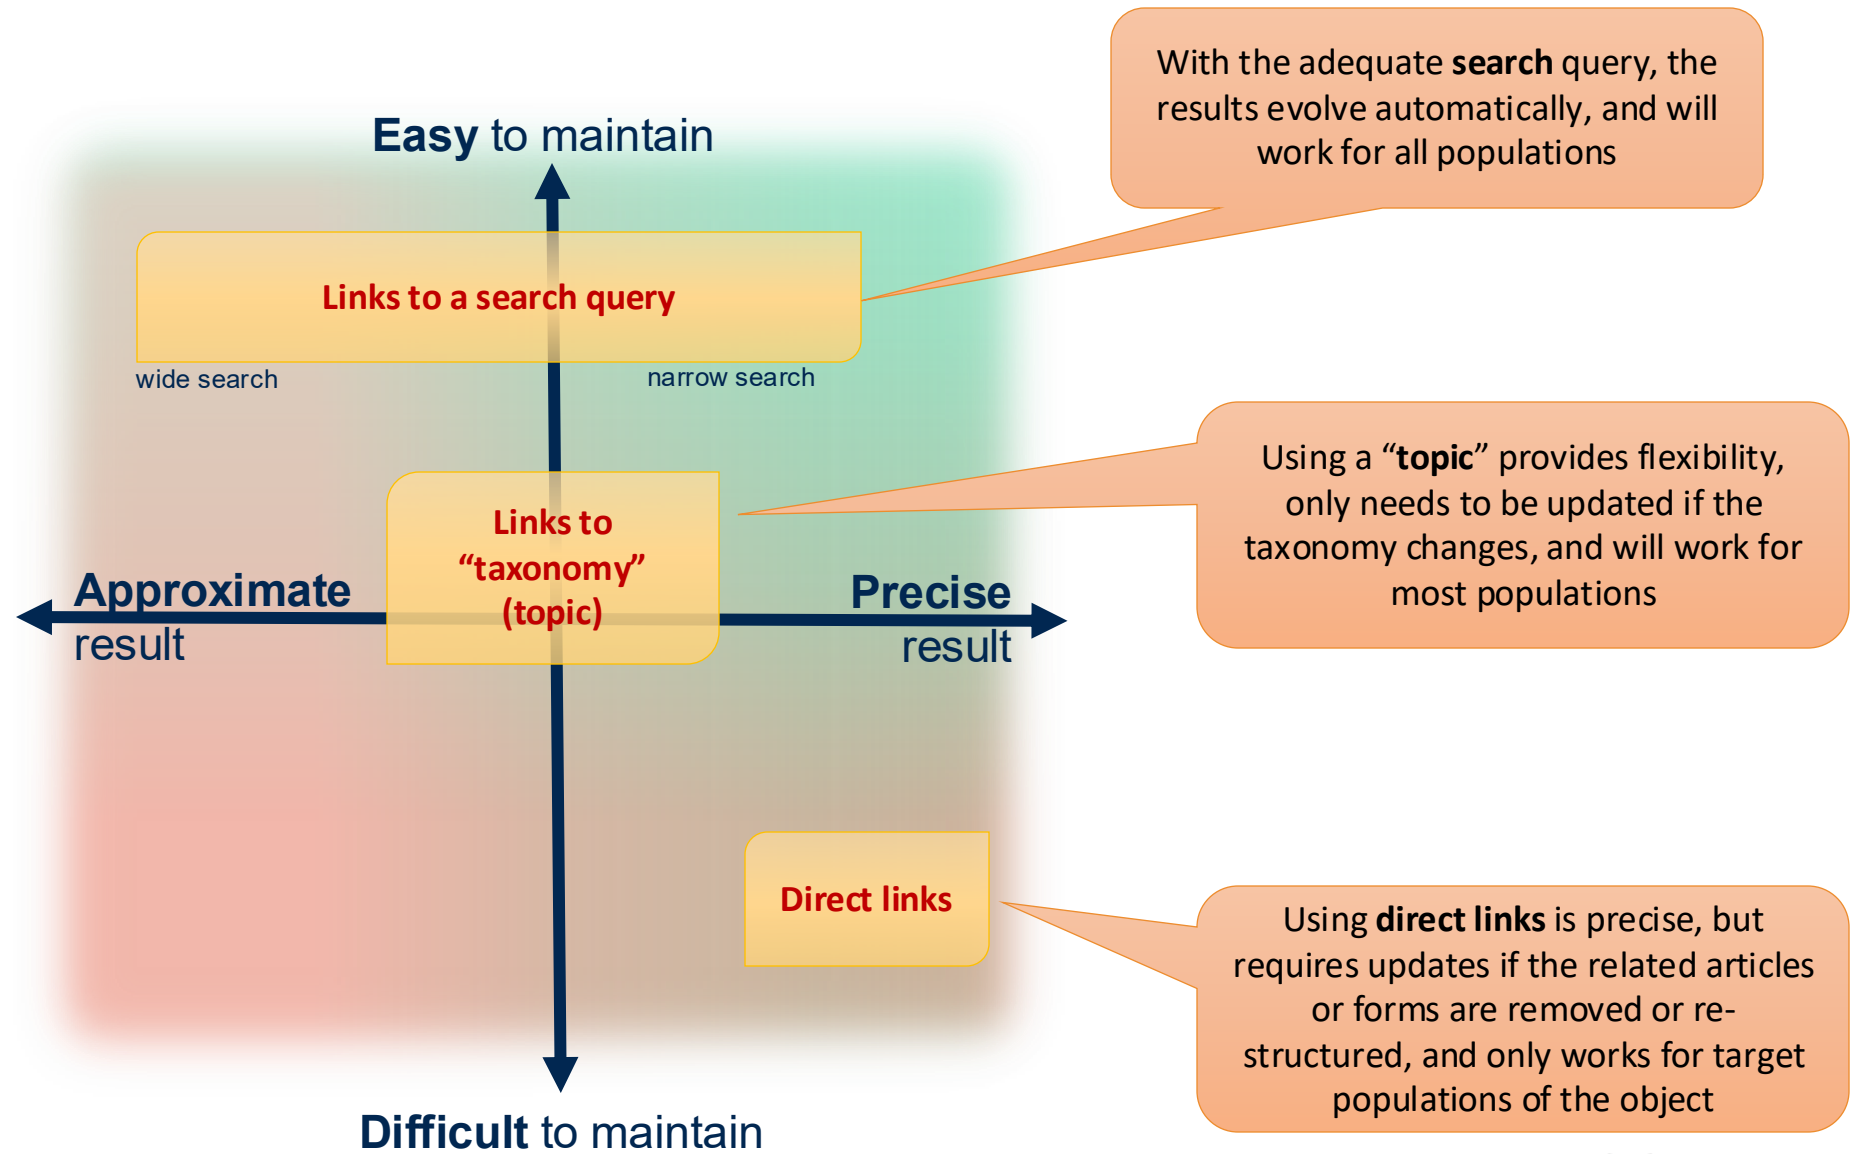 With the adequate search query, the
results evolve automatically, and will
work for all populations
Easy to maintain
Links to a search query
wide search
narrow search
Using a “topic” provides flexibility,
only needs to be updated if the
taxonomy changes, and will work for
most populations
Links to
“taxonomy”
(topic)
Approximate
result
Precise
result
Direct links
Using direct links is precise, but
requires updates if the related articles
or forms are removed or re-
structured, and only works for target
populations of the object
Difficult to maintain